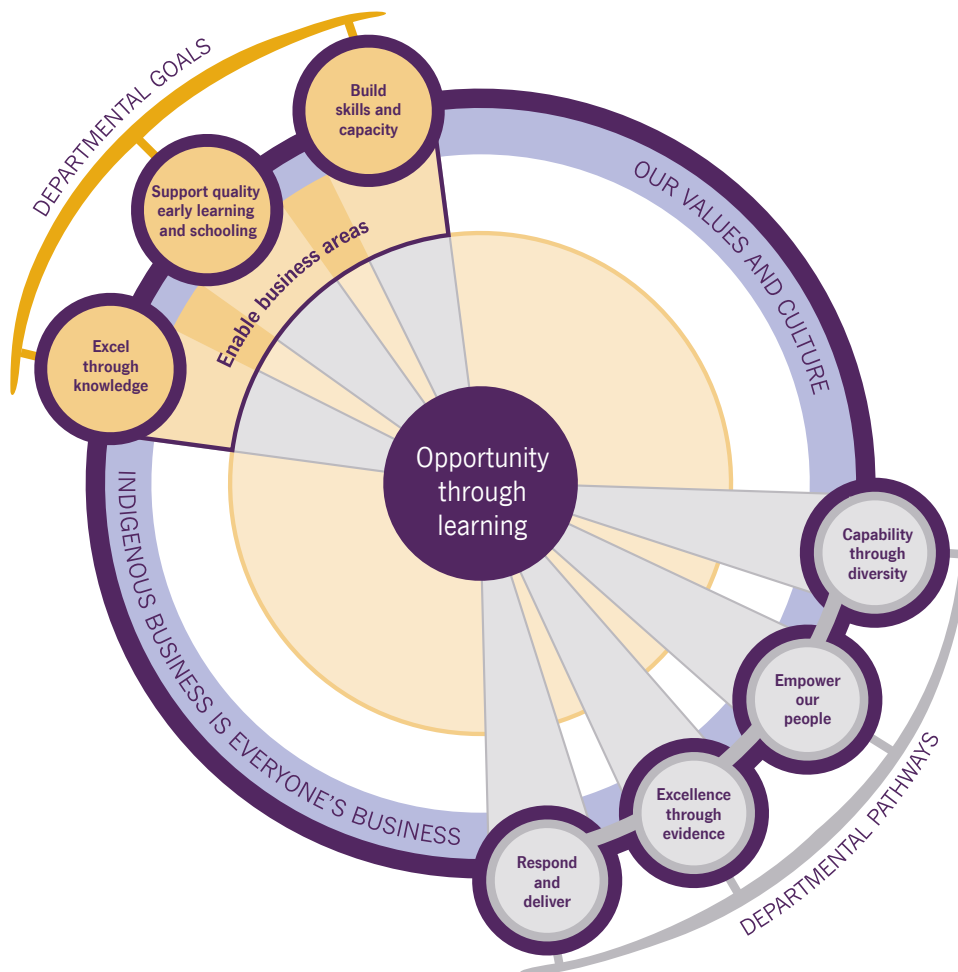 DEPARTMENTAL GOALS
Build
skills and
capacity
Support quality
early learning
and schooling
Excel
through
knowledge
Enable business areas
OUR VALUES AND CULTURE
Opportunity
through
learning
INDIGENOUS BUSINESS IS EVERYONE'S BUSINESS
Capability
through
diversity
Empower
our
people
Excellence
through
evidence
Respond
and
deliver
DEPARTMENTAL PATHWAYS